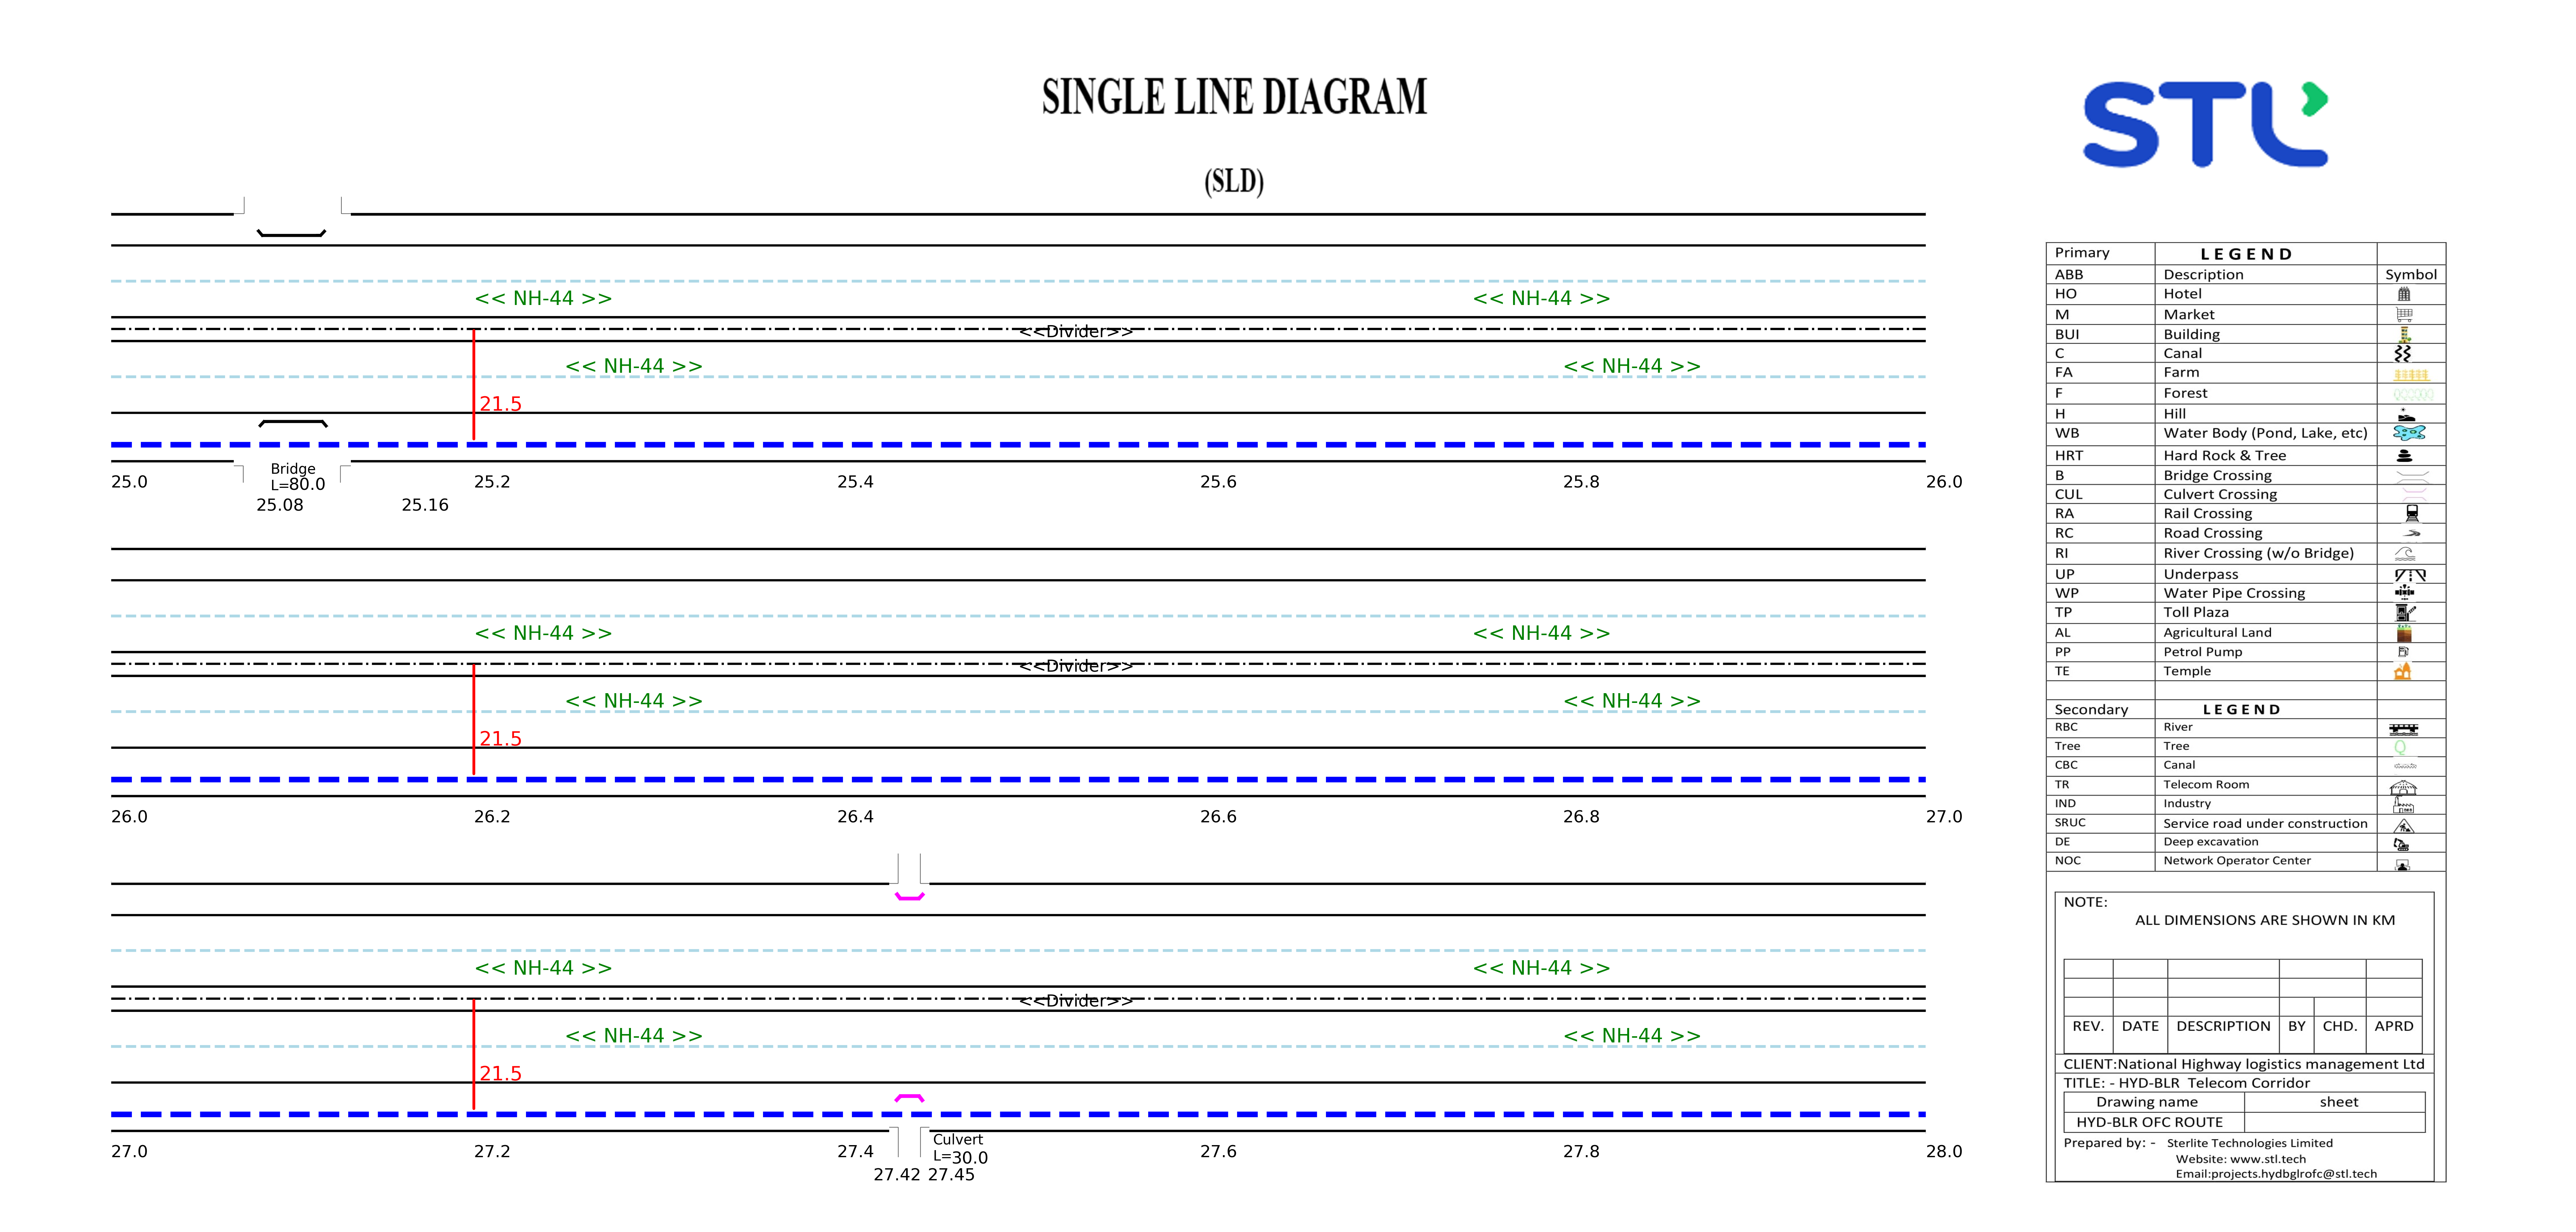 SINGLE LINE DIAGRAM
(SLD)
STL
<< NH-44 >> << NH-44 >>
<<Divider>>
<< NH-44 >> << NH-44 >>
21.5
Bridge
L=80.0
25.0 25.2 25.4 25.6 25.8 26.0
25.08 25.16
<< NH-44 >> << NH-44 >>
<<Divider>>
<< NH-44 >> << NH-44 >>
21.5
26.0 26.2 26.4 26.6 26.8 27.0
<< NH-44 >> << NH-44 >>
<<Divider>>
<< NH-44 >> << NH-44 >>
21.5
Culvert
L=30.0
27.0 27.2 27.4 27.6 27.8 28.0
27.42 27.45
Primary LEGEND
ABB Description Symbol
HO Hotel
M Market
BUI Building
C Canal
FA Farm
F Forest
H Hill
WB Water Body (Pond, Lake, etc)
HRT Hard Rock & Tree
B Bridge Crossing
CUL Culvert Crossing
RA Rail Crossing
RC Road Crossing
RI River Crossing (w/o Bridge)
UP Underpass
WP Water Pipe Crossing
TP Toll Plaza
AL Agricultural Land
PP Petrol Pump
TE Temple
Secondary LEGEND
RBC River
Tree Tree
CBC Canal
TR Telecom Room
IND Industry
SRUC Service road under construction
DE Deep excavation
NOC Network Operator Center
NOTE:
ALL DIMENSIONS ARE SHOWN IN KM
REV. DATE DESCRIPTION BY CHD. APRD
CLIENT:National Highway logistics management Ltd
TITLE: - HYD-BLR Telecom Corridor
Drawing name sheet
HYD-BLR OFC ROUTE
Prepared by: - Sterlite Technologies Limited
Website: www.stl.tech
Email:projects.hydbglrofc@stl.tech